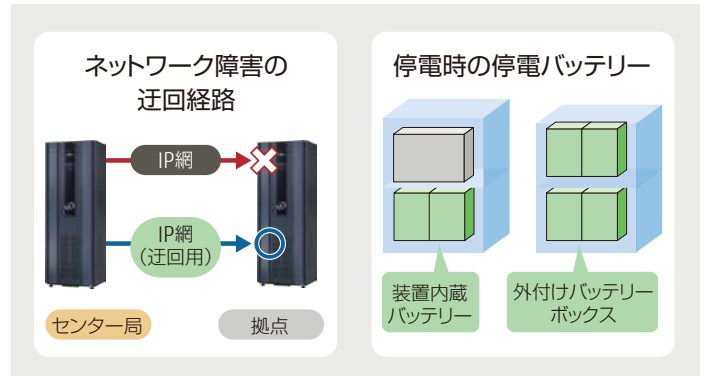 ネットワーク障害の
迂回経路
IP網
IP網
(迂回用)
センター局
拠点
停電時の停電バッテリー
装置内蔵
バッテリー
外付けバッテリー
ボックス